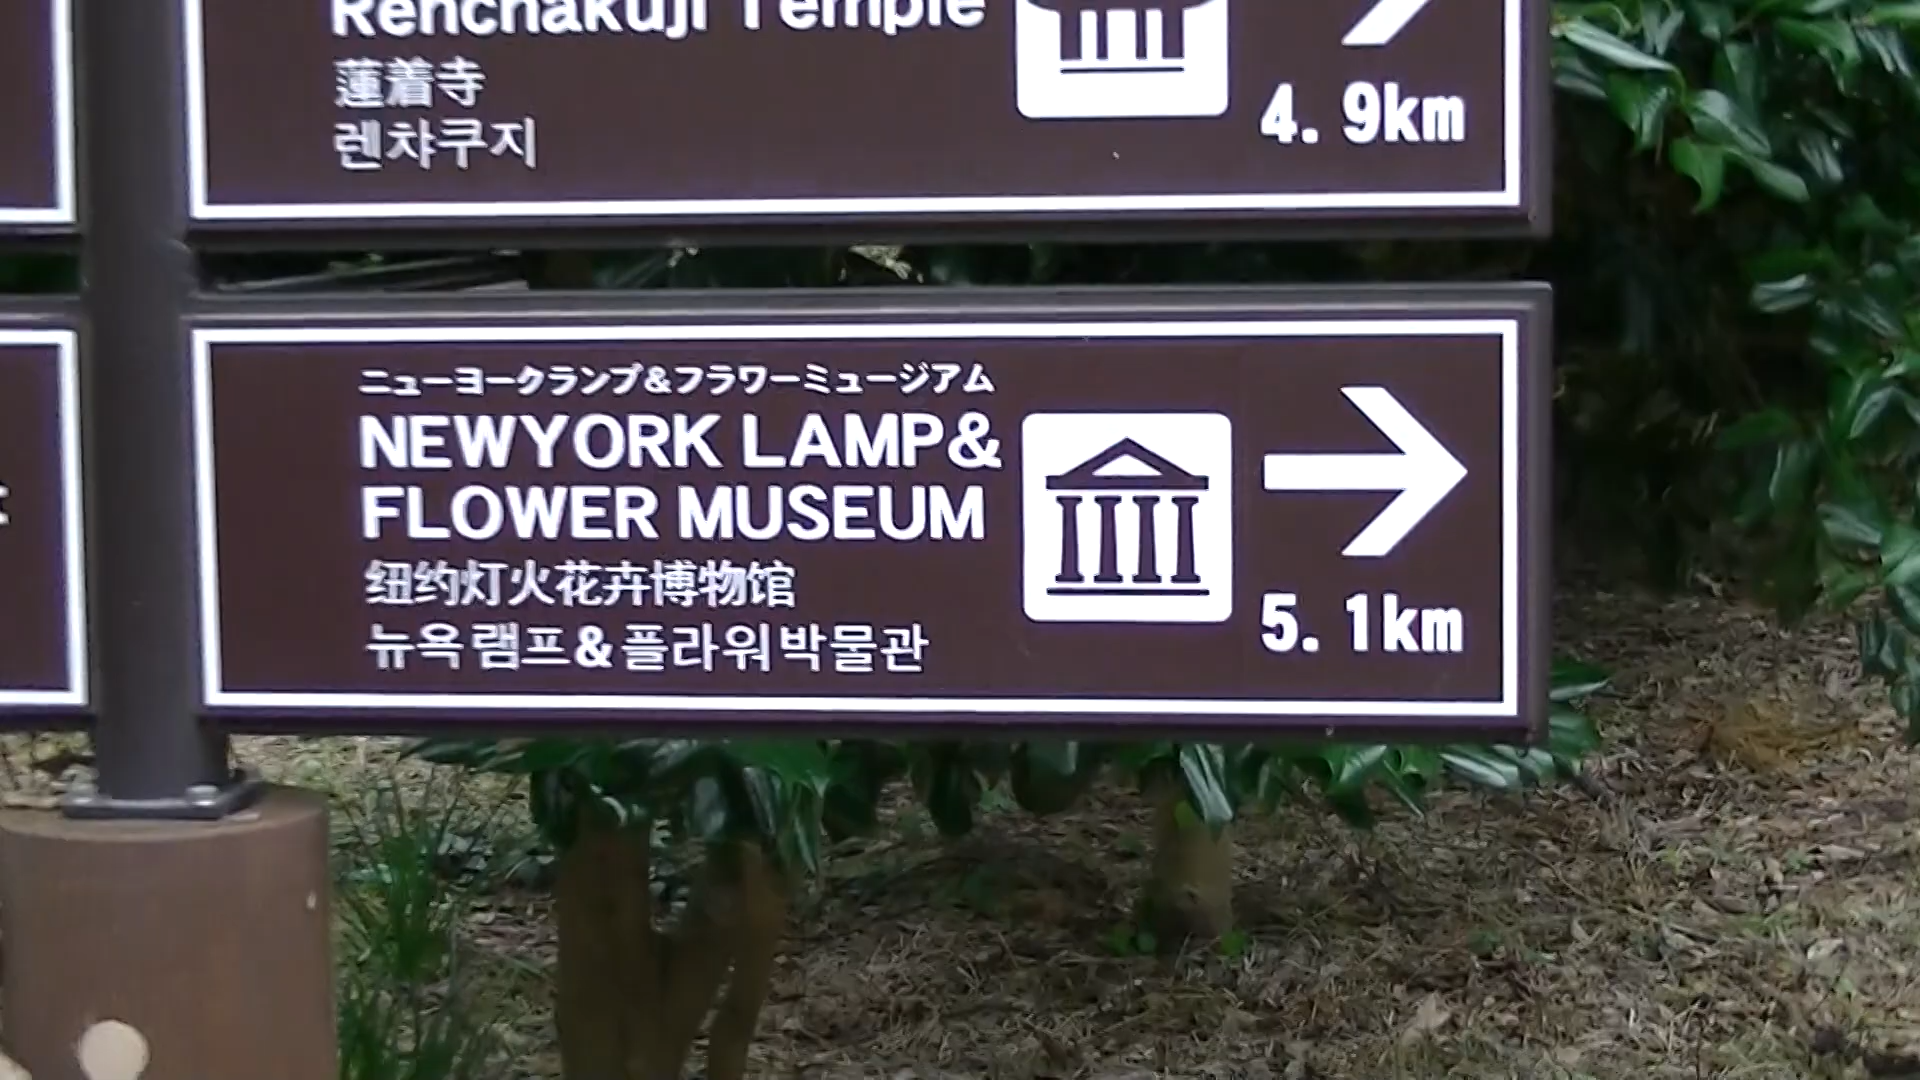 Renchakuji Temple
蓮着寺
렌챠쿠지
4.9km
ニューヨークランプ&フラワーミュージアム
NEWYORK LAMP&
FLOWER MUSEUM
纽约灯火花卉博物馆
뉴욕램프&플라워박물관
5.1km